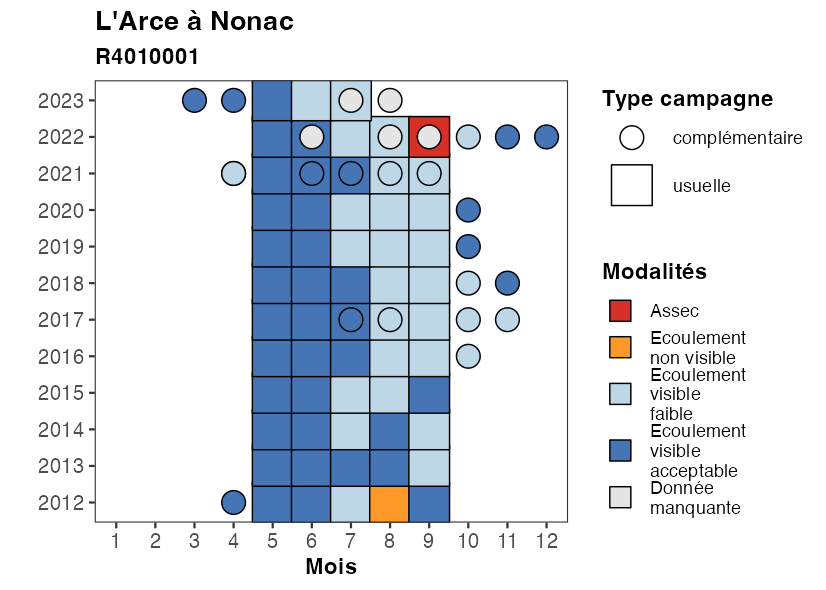 L'Arce à Nonac
R4010001
2023
2022
2021
2020
2019
2018
2017
2016
2015
2014
2013
2012
1 2 3 4 5 6 7 8 9 10 11 12
Mois
Type campagne
complémentaire
usuelle
Modalités
Assec
Ecoulement
non visible
Ecoulement
visible
faible
Ecoulement
visible
acceptable
Donnée
manquante